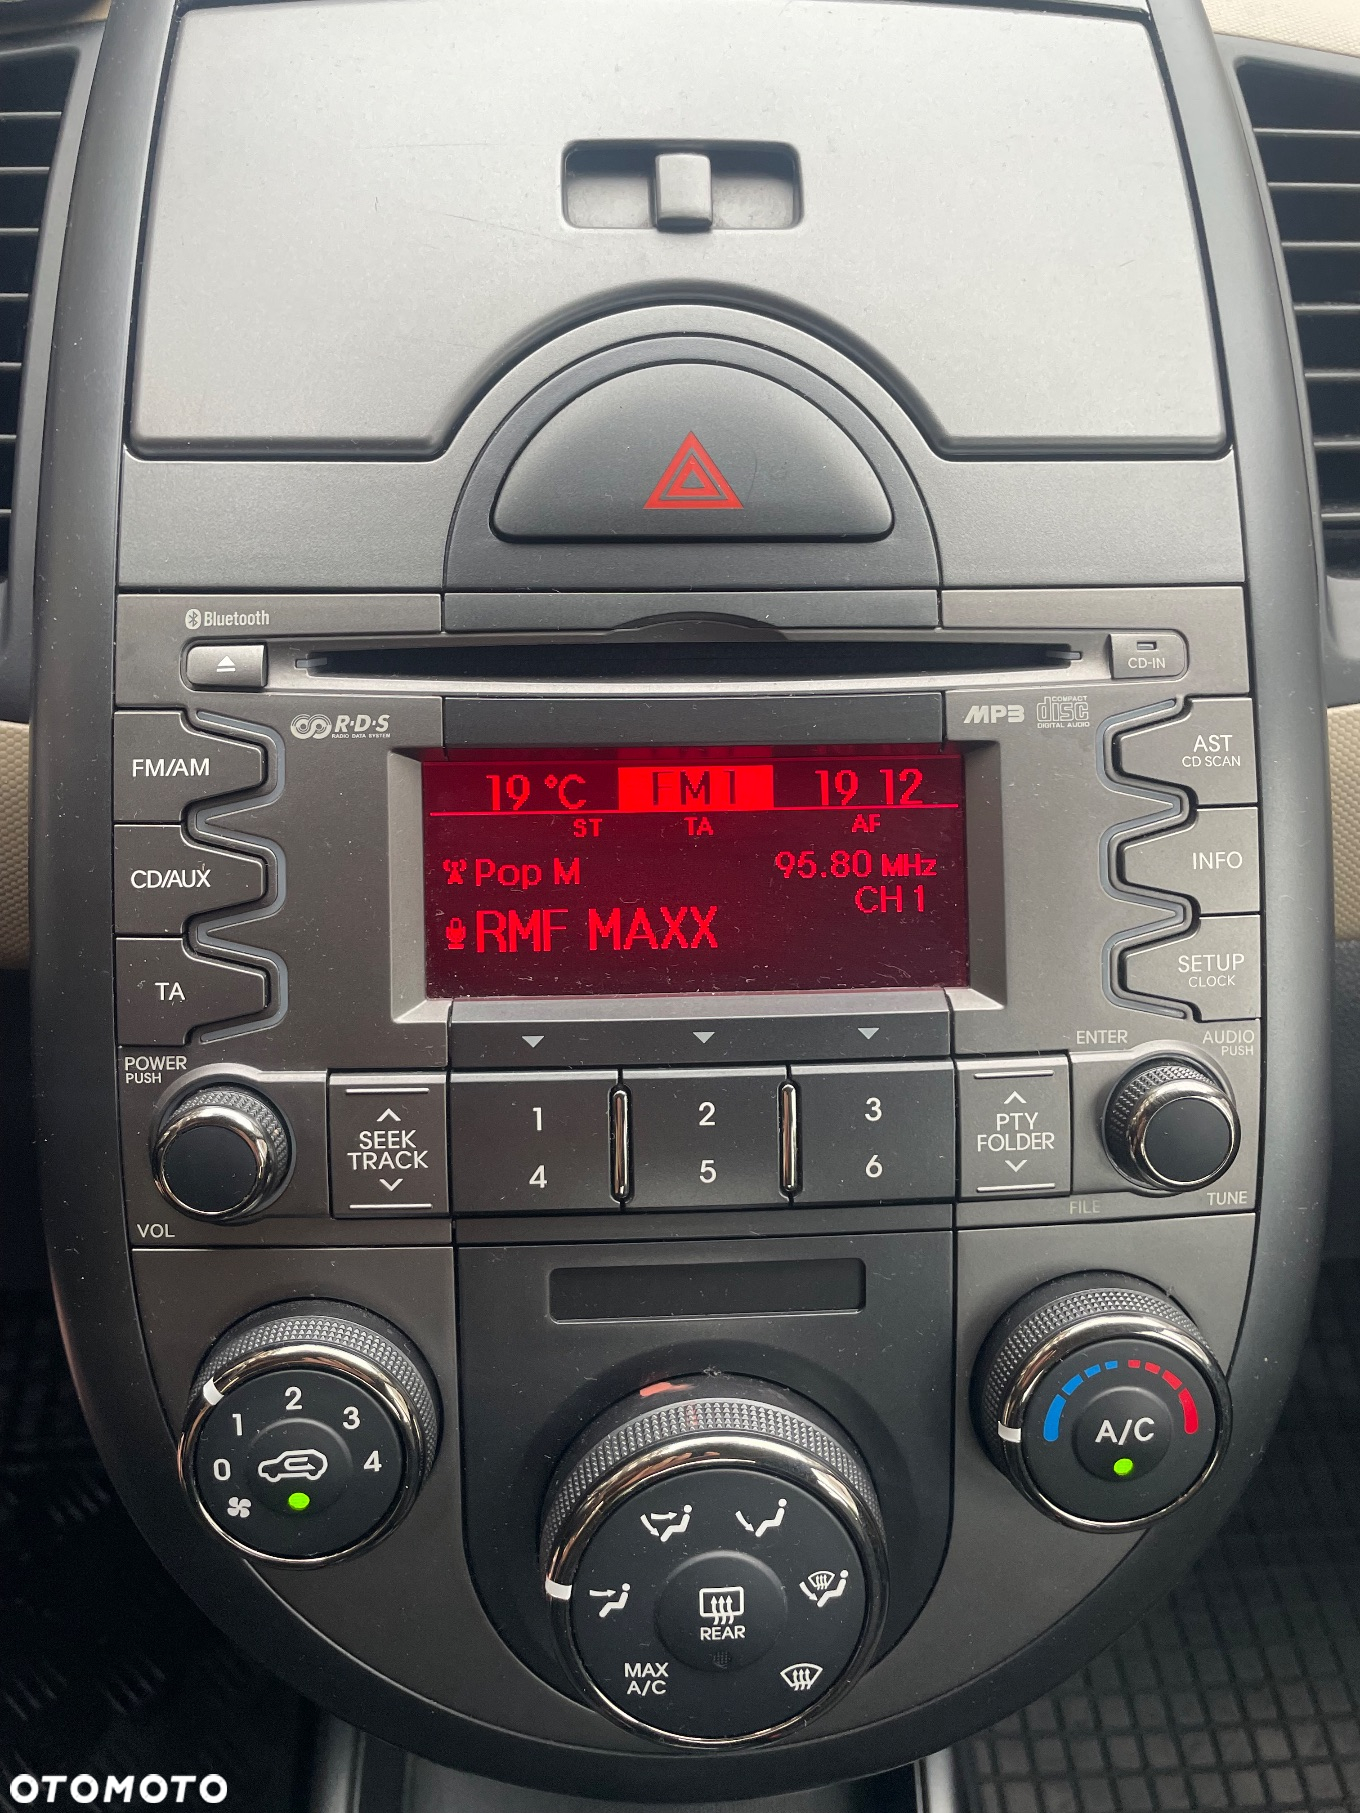 Bluetooth
CD-IN
R·D·S
RADIO DATA SYSTEM
MP3
COMPACT
disc
DIGITAL AUDIO
FM/AM
CD/AUX
TA
19 °C FM1 19 12
ST TA AF
Pop M 95.80 MHz
CH 1
RMF MAXX
AST
CD SCAN
INFO
SETUP
CLOCK
POWER
PUSH
VOL
SEEK
TRACK
1 2 3
4 5 6
PTY
FOLDER
ENTER
AUDIO
PUSH
FILE
TUNE
0 1 2 3 4
REAR
MAX
A/C
A/C
OTOMOTO